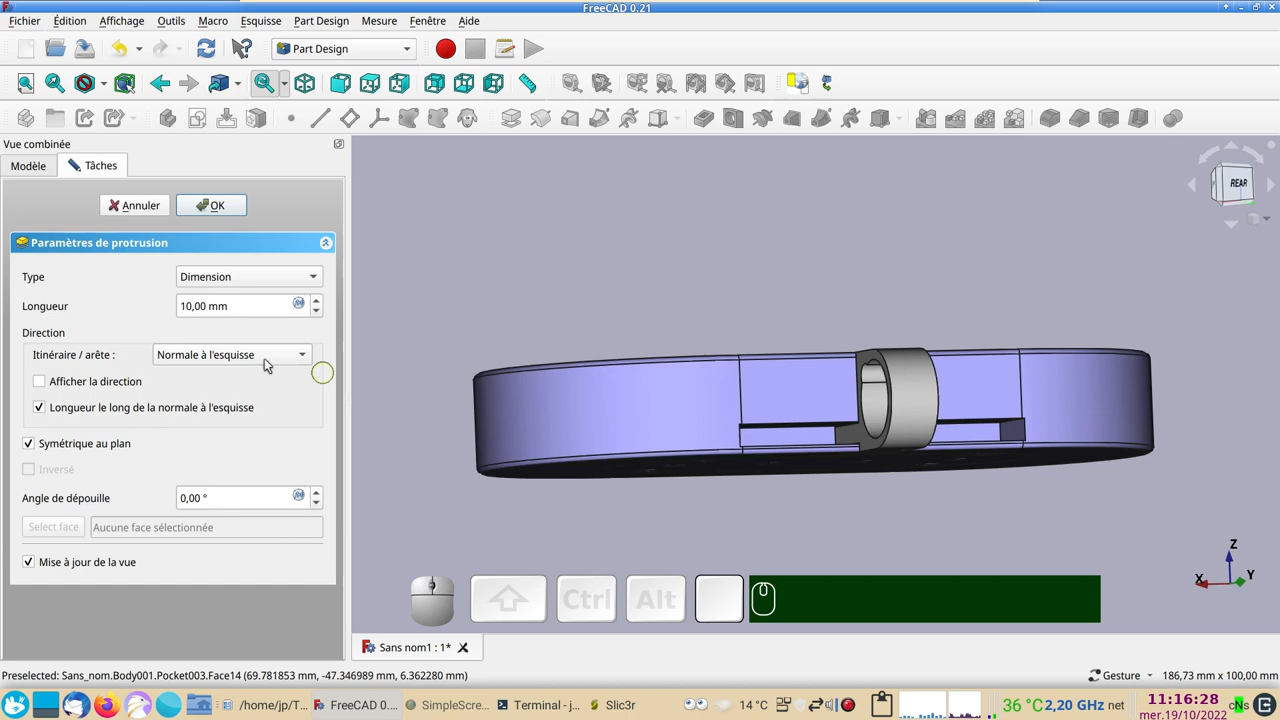 FreeCAD 0.21
Fichier Édition Affichage Outils Macro Esquisse Part Design Mesure Fenêtre Aide
Part Design
Vue combinée
Modèle Tâches
Annuler OK
Paramètres de protrusion
Type Dimension
Longueur 10,00 mm
Direction
Itinéraire / arête : Normale à l'esquisse
Afficher la direction
Longueur le long de la normale à l'esquisse
Symétrique au plan
Inversé
Angle de dépouille 0,00 °
Select face Aucune face sélectionnée
Mise à jour de la vue
REAR
Z
X Y
Ctrl Alt
Sans nom1 : 1*
Preselected: Sans_nom.Body001.Pocket003.Face14 (69.781853 mm, -47.346989 mm, 6.362280 mm)
Gesture 186,73 mm x 100,00 mm
/home/jp/T... FreeCAD 0.... SimpleScre... Terminal - j... Slic3r 14 °C 36 °C 2,20 GHz net 11:16:28 cNs
mer.19/10/2022